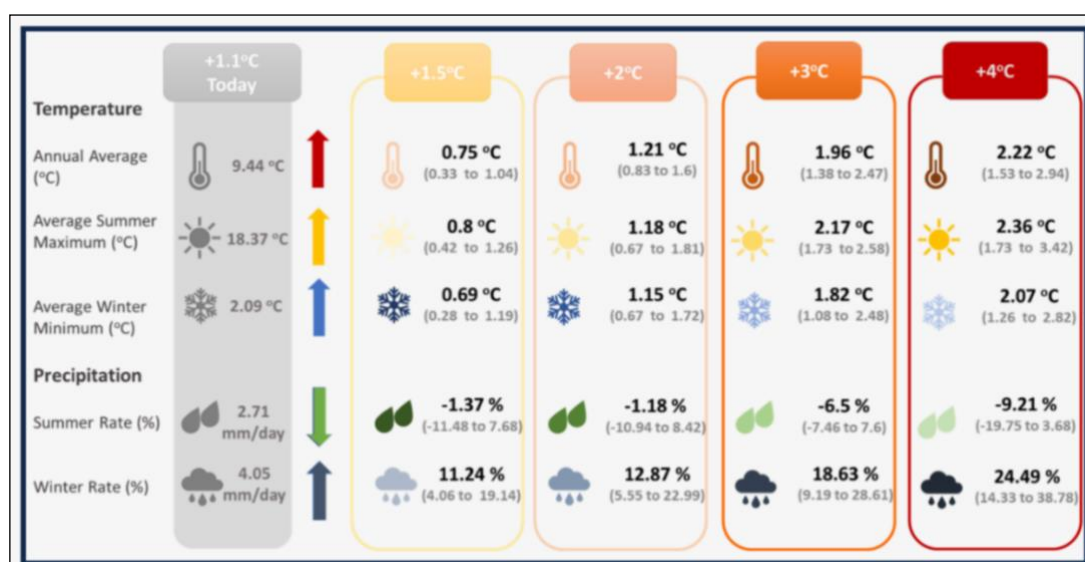 +1.1°C
Today
+1.5°C
+2°C
+3°C
+4°C
Temperature
Annual Average
(°C)
9.44 °C
0.75 °C
(0.33 to 1.04)
1.21 °C
(0.83 to 1.6)
1.96 °C
(1.38 to 2.47)
2.22 °C
(1.53 to 2.94)
Average Summer
Maximum (°C)
18.37 °C
0.8 °C
(0.42 to 1.26)
1.18 °C
(0.67 to 1.81)
2.17 °C
(1.73 to 2.58)
2.36 °C
(1.73 to 3.42)
Average Winter
Minimum (°C)
2.09 °C
0.69 °C
(0.28 to 1.19)
1.15 °C
(0.67 to 1.72)
1.82 °C
(1.08 to 2.48)
2.07 °C
(1.26 to 2.82)
Precipitation
Summer Rate (%)
2.71
mm/day
-1.37 %
(-11.48 to 7.68)
-1.18 %
(-10.94 to 8.42)
-6.5 %
(-7.46 to 7.6)
-9.21 %
(-19.75 to 3.68)
Winter Rate (%)
4.05
mm/day
11.24 %
(4.06 to 19.14)
12.87 %
(5.55 to 22.99)
18.63 %
(9.19 to 28.61)
24.49 %
(14.33 to 38.78)